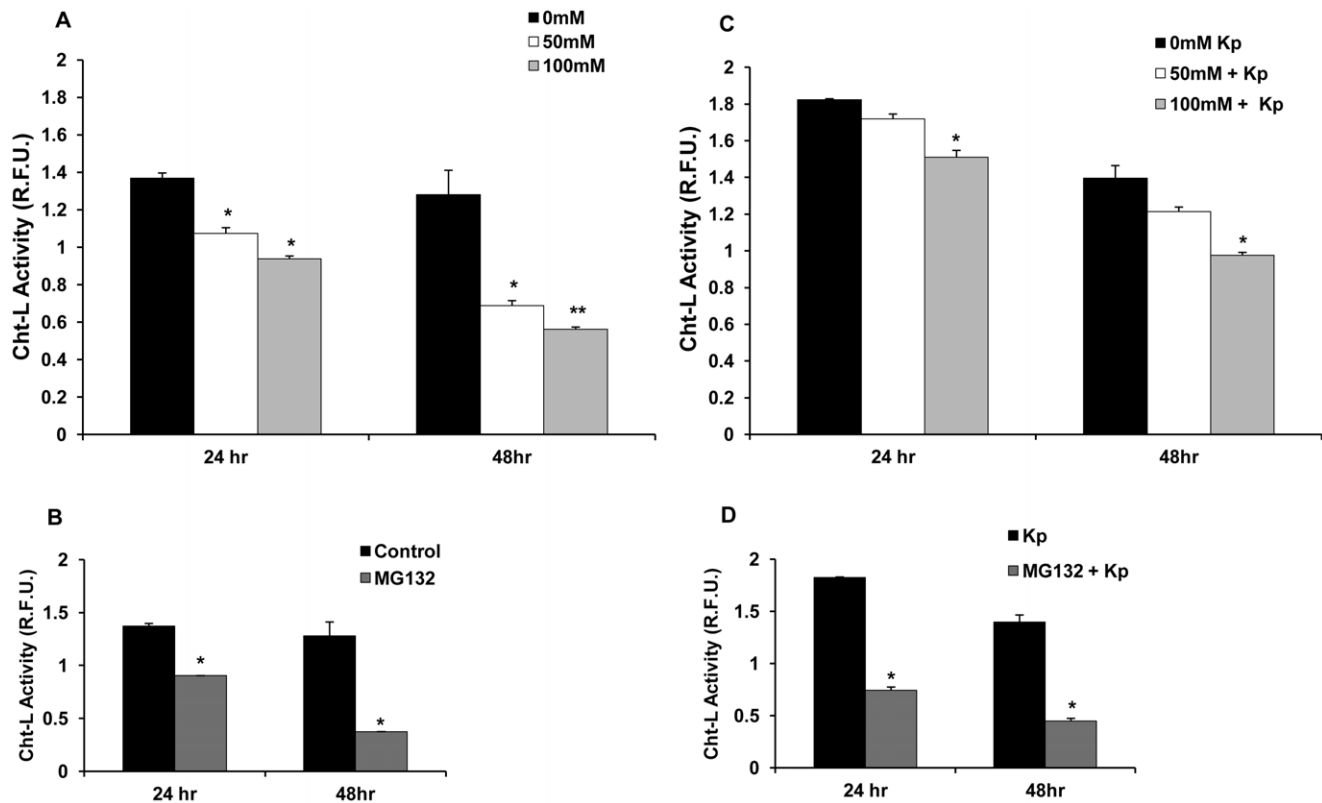 A
0mM
50mM
100mM
Cht-L Activity (R.F.U.)
2
1.8
1.6
1.4
1.2
1
0.8
0.6
0.4
0.2
0
* * * **
24 hr 48hr
C
0mM Kp
50mM + Kp
100mM + Kp
Cht-L Activity (R.F.U.)
2
1.8
1.6
1.4
1.2
1
0.8
0.6
0.4
0.2
0
* *
24 hr 48hr
B
Control
MG132
Cht-L Activity (R.F.U.)
2
1.5
1
0.5
0
* *
24 hr 48hr
D
Kp
MG132 + Kp
Cht-L Activity (R.F.U.)
2
1.5
1
0.5
0
* *
24 hr 48hr